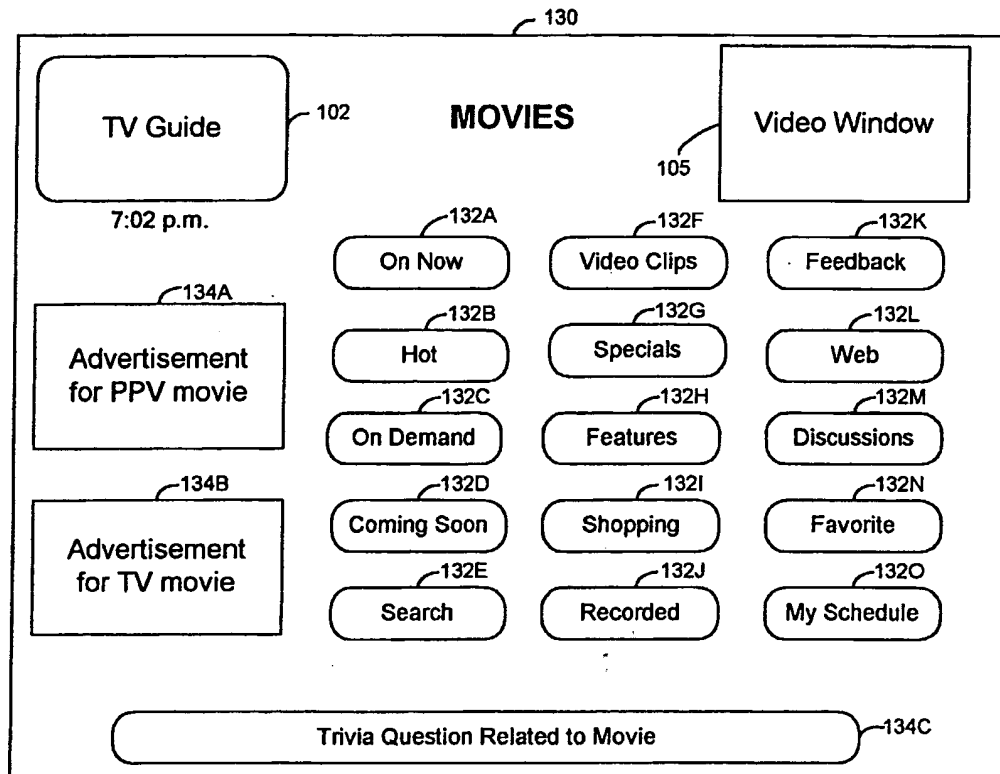 130
TV Guide
102
MOVIES
105
Video Window
7:02 p.m.
132A
132F
132K
On Now
Video Clips
Feedback
134A
132B
132G
132L
Advertisement
for PPV movie
Hot
Specials
Web
132C
132H
132M
On Demand
Features
Discussions
134B
132D
132I
132N
Advertisement
for TV movie
Coming Soon
Shopping
Favorite
132E
132J
132O
Search
Recorded
My Schedule
Trivia Question Related to Movie
134C